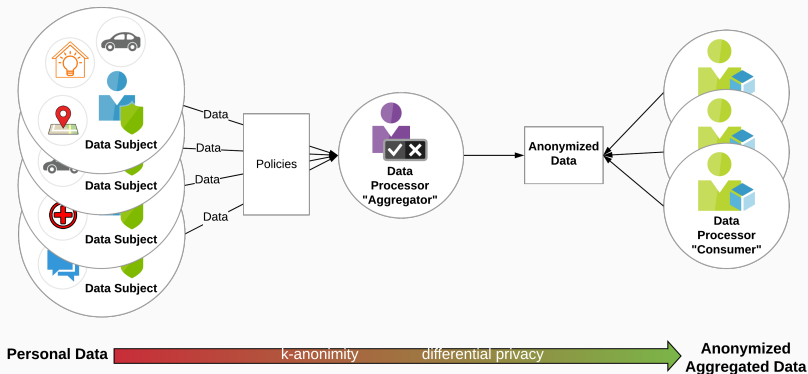 Data Subject
Data Subject
Data Subject
Data Subject
Data
Data
Data
Data
Policies
Data
Processor
"Aggregator"
Anonymized
Data
Data
Processor
"Consumer"
Personal Data
k-anonimity
differential privacy
Anonymized
Aggregated Data